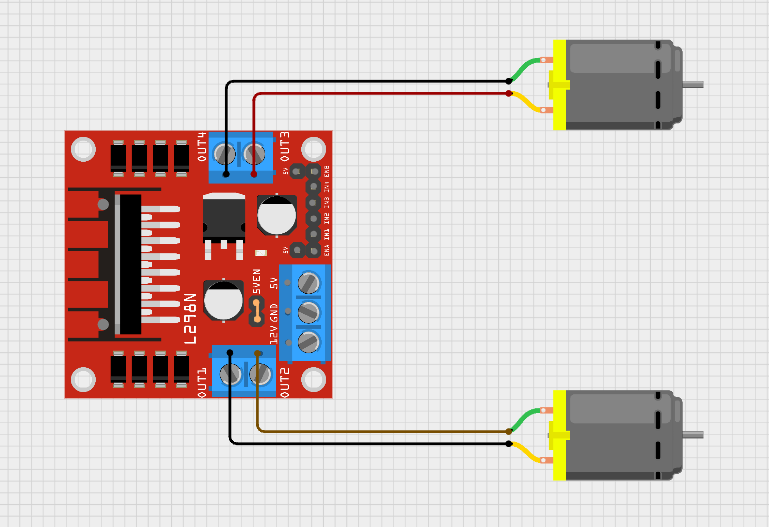 OUT4
OUT3
5V
ENB
IN4
IN3
IN2
IN1
5V
ENA
5VEN
5V
GND
12V
L298N
OUT1
OUT2